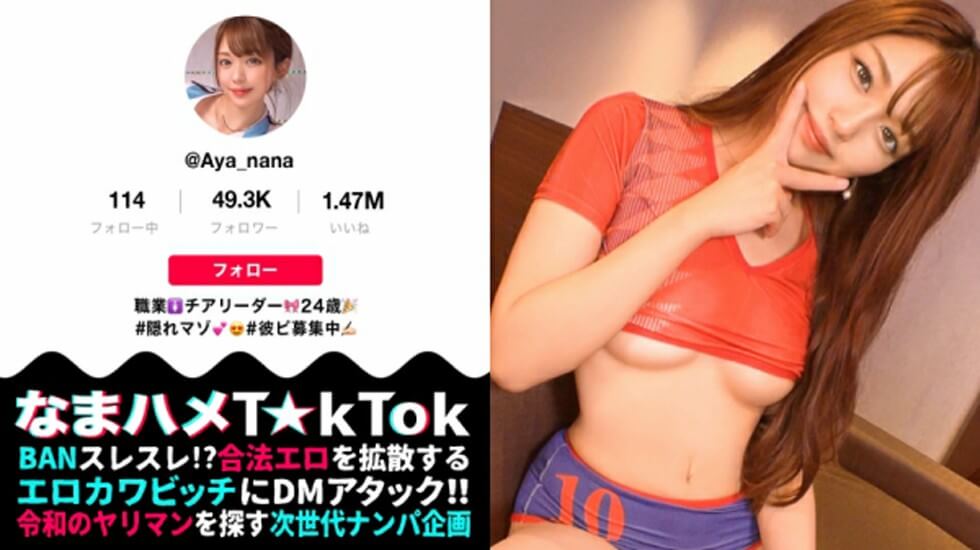 @Aya_nana
114
49.3K
1.47M
フォロー中
フォロワー
いいね
フォロー
職業⬇️チアリーダー🎀24歳🎉
#隠れマゾ💕😍#彼ピ募集中💪🏻
なまハメT★kTok
BANスレスレ!?合法エロを拡散する
エロカワビッチにDMアタック!!
令和のヤリマンを探す次世代ナンパ企画
10